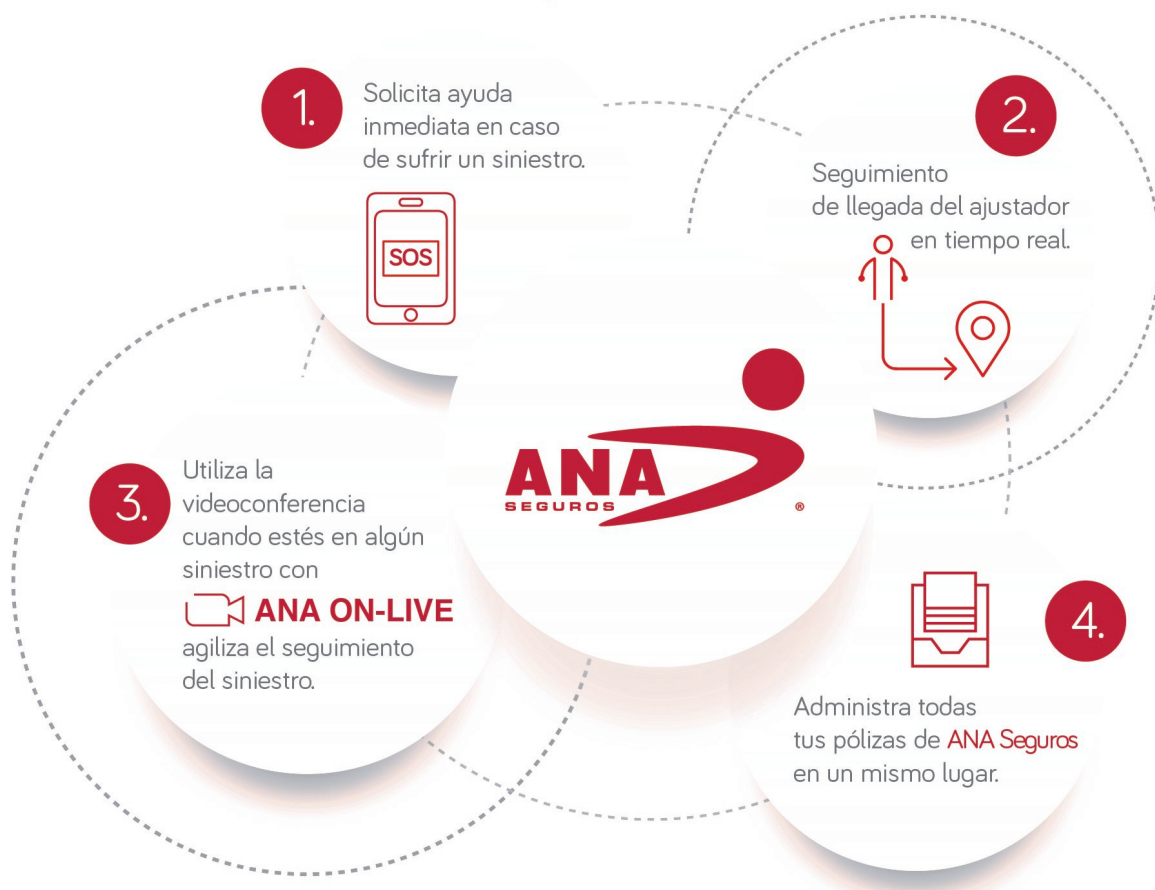 1.
Solicita ayuda
inmediata en caso
de sufrir un siniestro.
SOS
2.
Seguimiento
de llegada del ajustador
en tiempo real.
ANA
SEGUROS
®
3.
Utiliza la
videoconferencia
cuando estés en algún
siniestro con
ANA ON-LIVE
agiliza el seguimiento
del siniestro.
4.
Administra todas
tus pólizas de ANA Seguros
en un mismo lugar.